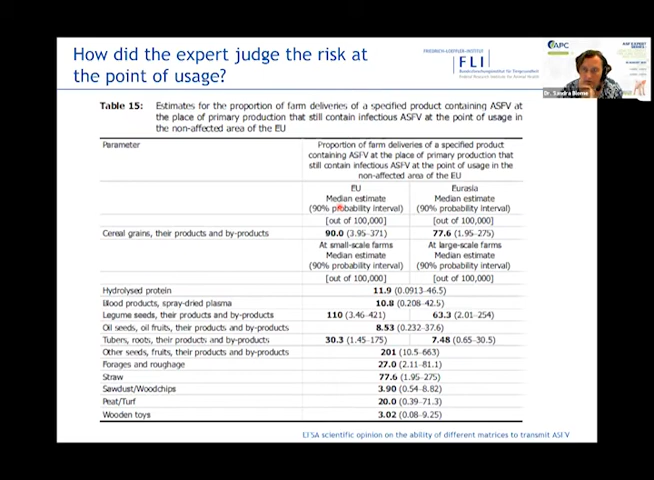 How did the expert judge the risk at
the point of usage?
FRIEDRICH-LOEFFLER-INSTITUT
FLI
Bundesforschungsinstitut für Tiergesundheit
Federal Research Institute for Animal Health
APC
ASF EXPERT
Table 15: Estimates for the proportion of farm deliveries of a specified product containing ASFV at
the place of primary production that still contain infectious ASFV at the point of usage in
the non-affected area of the EU
Parameter
Proportion of farm deliveries of a specified product
containing ASFV at the place of primary production that
still contain infectious ASFV at the point of usage in the
non-affected area of the EU
EU Eurasia
Median estimate Median estimate
(90% probability interval) (90% probability interval)
[out of 100,000] [out of 100,000]
Cereal grains, their products and by-products 90.0 (3.95–371) 77.6 (1.95–275)
At small-scale farms At large-scale farms
Median estimate Median estimate
(90% probability interval) (90% probability interval)
[out of 100,000] [out of 100,000]
Hydrolysed protein 11.9 (0.0913–46.5)
Blood products, spray-dried plasma 10.8 (0.208–42.5)
Legume seeds, their products and by-products 110 (3.46–421) 63.3 (2.01–254)
Oil seeds, oil fruits, their products and by-products 8.53 (0.232–37.6)
Tubers, roots, their products and by-products 30.3 (1.45–175) 7.48 (0.65–30.5)
Other seeds, fruits, their products and by-products 201 (10.5–663)
Forages and roughage 27.0 (2.11–81.1)
Straw 77.6 (1.95–275)
Sawdust/Woodchips 3.90 (0.54–8.82)
Peat/Turf 20.0 (0.39–71.3)
Wooden toys 3.02 (0.08–9.25)
EFSA scientific opinion on the ability of different matrices to transmit ASFV